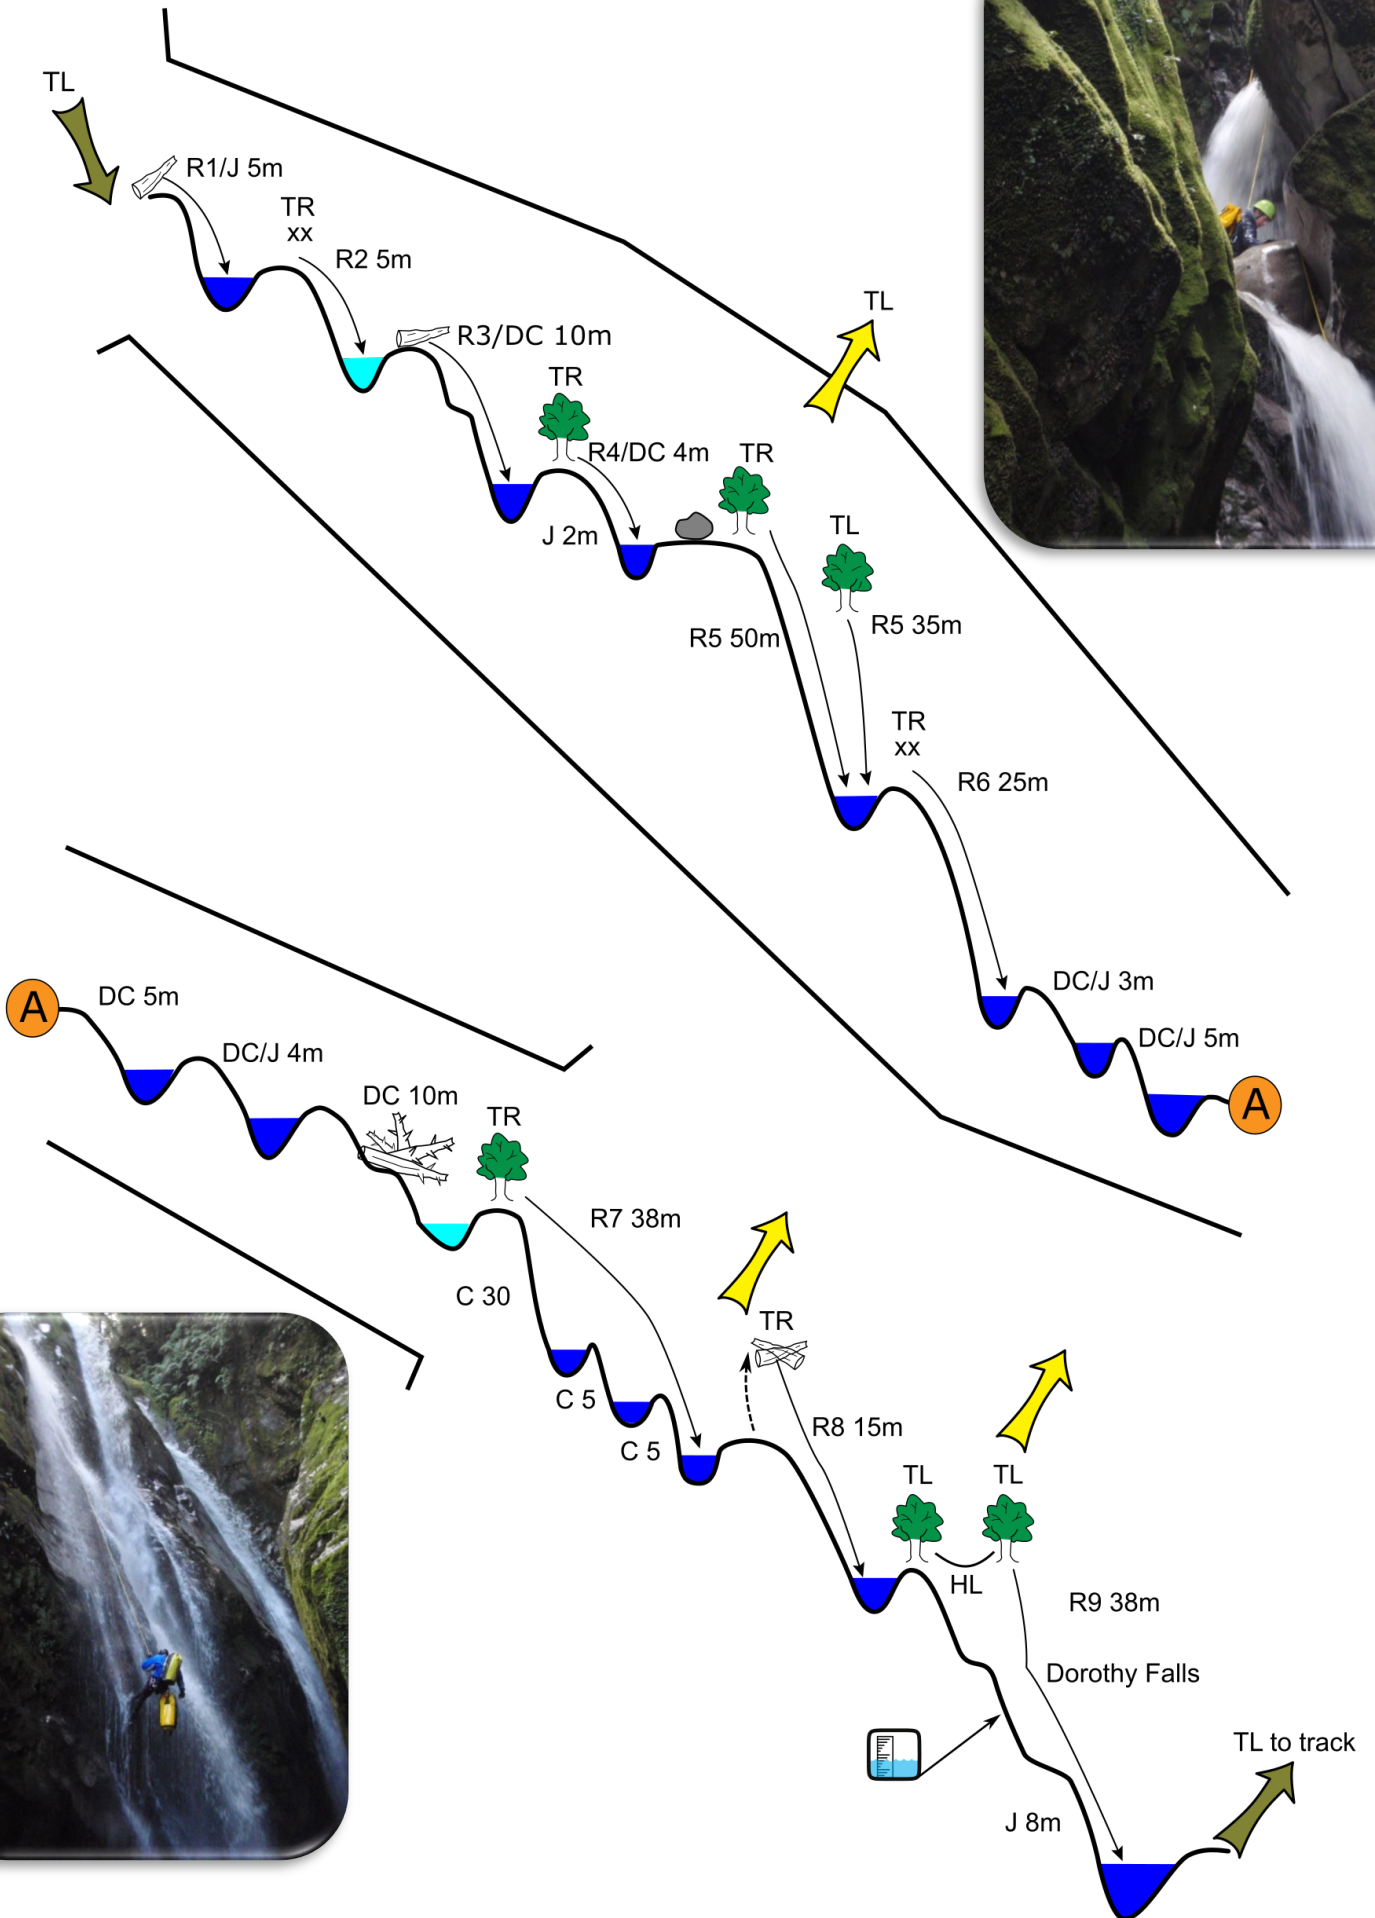 TL
R1/J 5m
TR
xx
R2 5m
TL
R3/DC 10m
TR
R4/DC 4m
TR
J 2m
TL
R5 50m
R5 35m
TR
xx
R6 25m
DC/J 3m
DC/J 5m
A
A
DC 5m
DC/J 4m
DC 10m
TR
R7 38m
C 30
TR
C 5
R8 15m
C 5
TL
TL
HL
R9 38m
Dorothy Falls
TL to track
J 8m